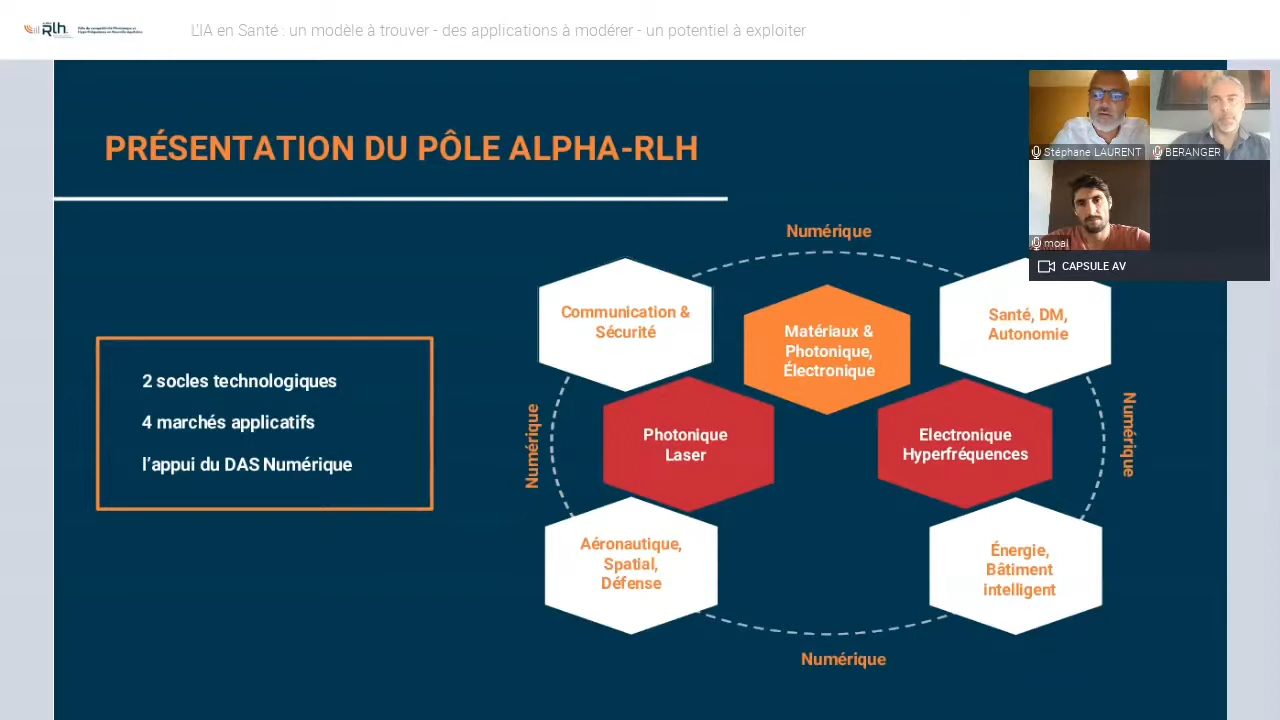 Rlh
L'IA en Santé : un modèle à trouver - des applications à modérer - un potentiel à exploiter
PRÉSENTATION DU PÔLE ALPHA-RLH
Stéphane LAURENT
BERANGER
moal
CAPSULE AV
Numérique
Communication &
Sécurité
Matériaux &
Photonique,
Électronique
Santé, DM,
Autonomie
2 socles technologiques
4 marchés applicatifs
l'appui du DAS Numérique
Numérique
Photonique
Laser
Electronique
Hyperfréquences
Numérique
Aéronautique,
Spatial,
Défense
Énergie,
Bâtiment
intelligent
Numérique